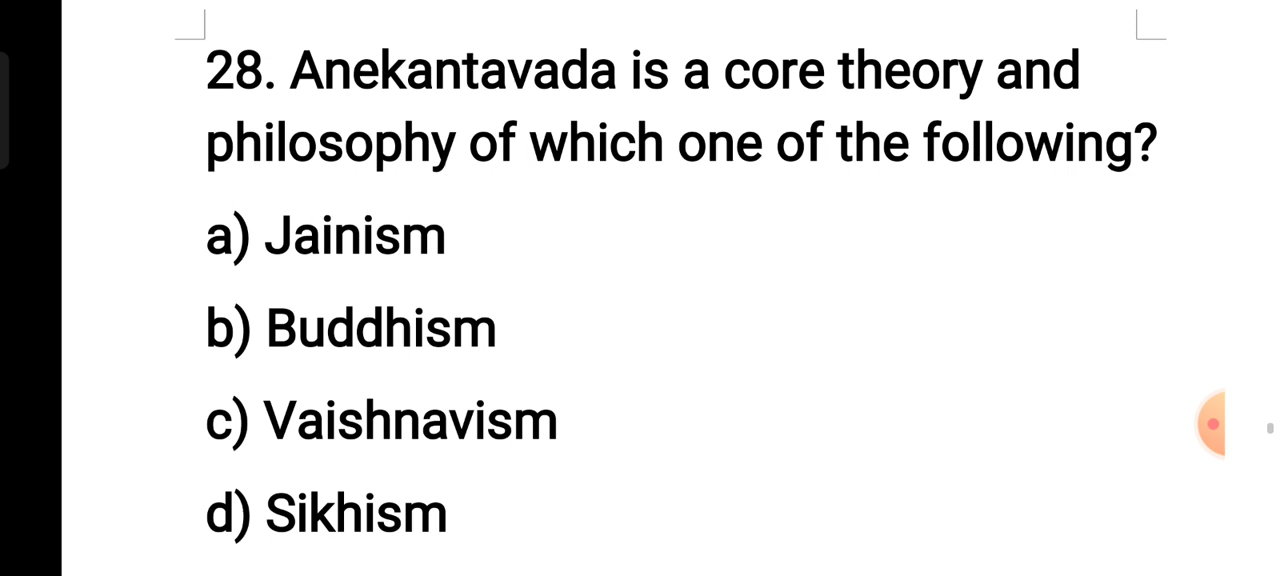 28. Anekantavada is a core theory and
philosophy of which one of the following?
a) Jainism
b) Buddhism
c) Vaishnavism
d) Sikhism